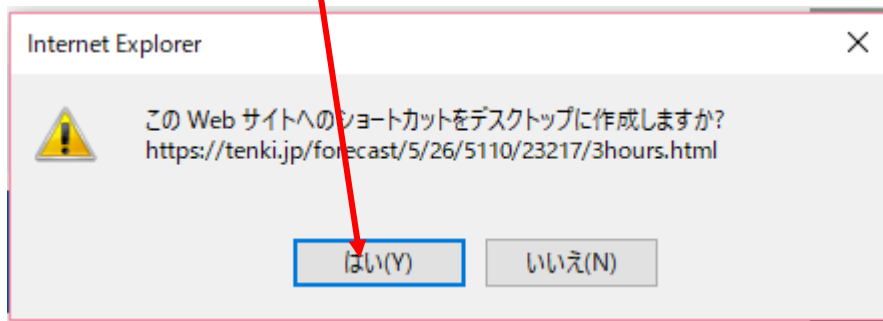 Internet Explorer
この Web サイトへのショートカットをデスクトップに作成しますか?
https://tenki.jp/forecast/5/26/5110/23217/3hours.html
はい(Y)
いいえ(N)